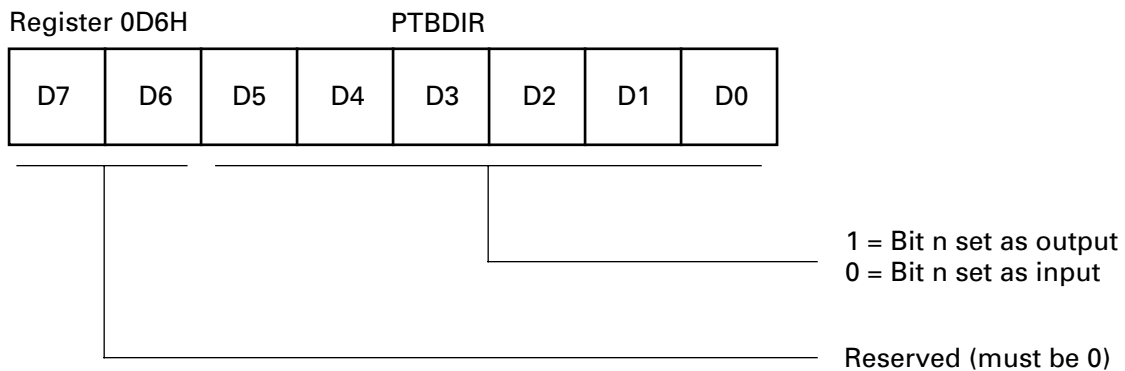 Register 0D6H PTBDIR
D7 D6 D5 D4 D3 D2 D1 D0
1 = Bit n set as output
0 = Bit n set as input
Reserved (must be 0)